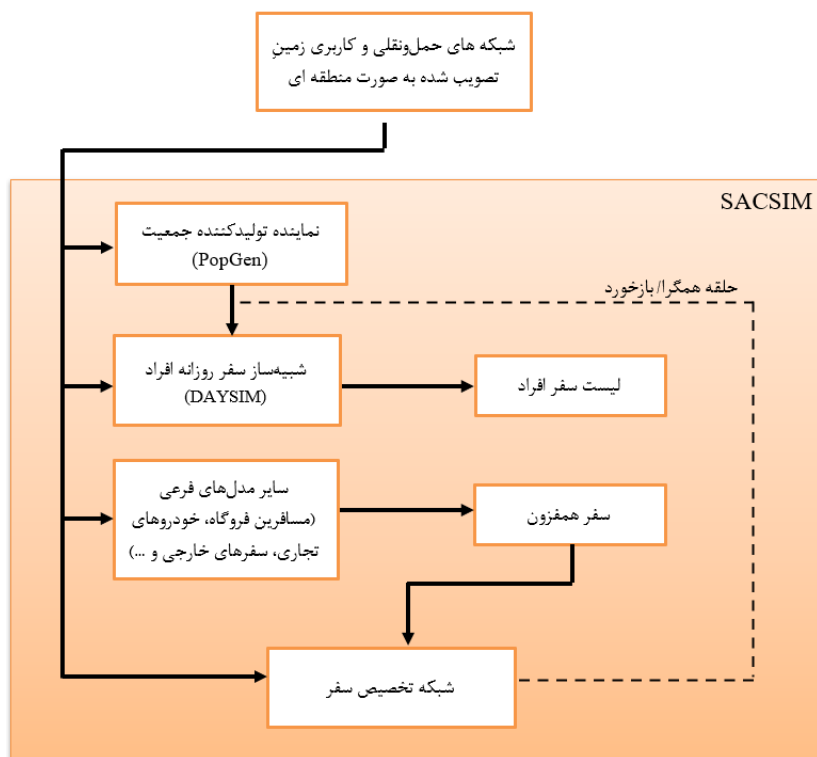 شبکه های حمل‌ونقلی و کاربری زمینِ
تصویب شده به صورت منطقه ای
SACSIM
نماینده تولیدکننده جمعیت
(PopGen)
حلقه همگرا/بازخورد
شبیه‌ساز سفر روزانه افراد
(DAYSIM)
لیست سفر افراد
سایر مدل‌های فرعی
(مسافرین فروگاه، خودروهای
تجاری، سفرهای خارجی و ...)
سفر همفزون
شبکه تخصیص سفر